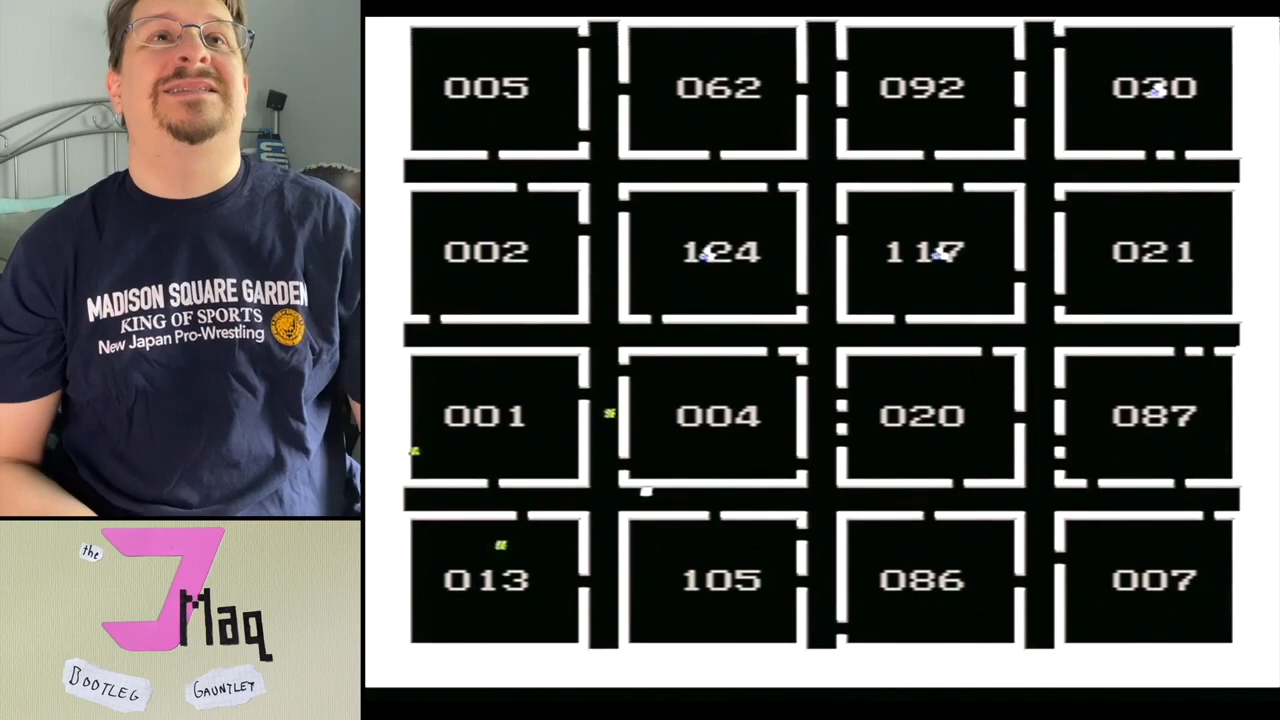 005 062 092 030
002 124 117 021
001 004 020 087
013 105 086 007
MADISON SQUARE GARDEN
KING OF SPORTS
New Japan Pro-Wrestling
the
J
Maq
BOOTLEG GAUNTLET